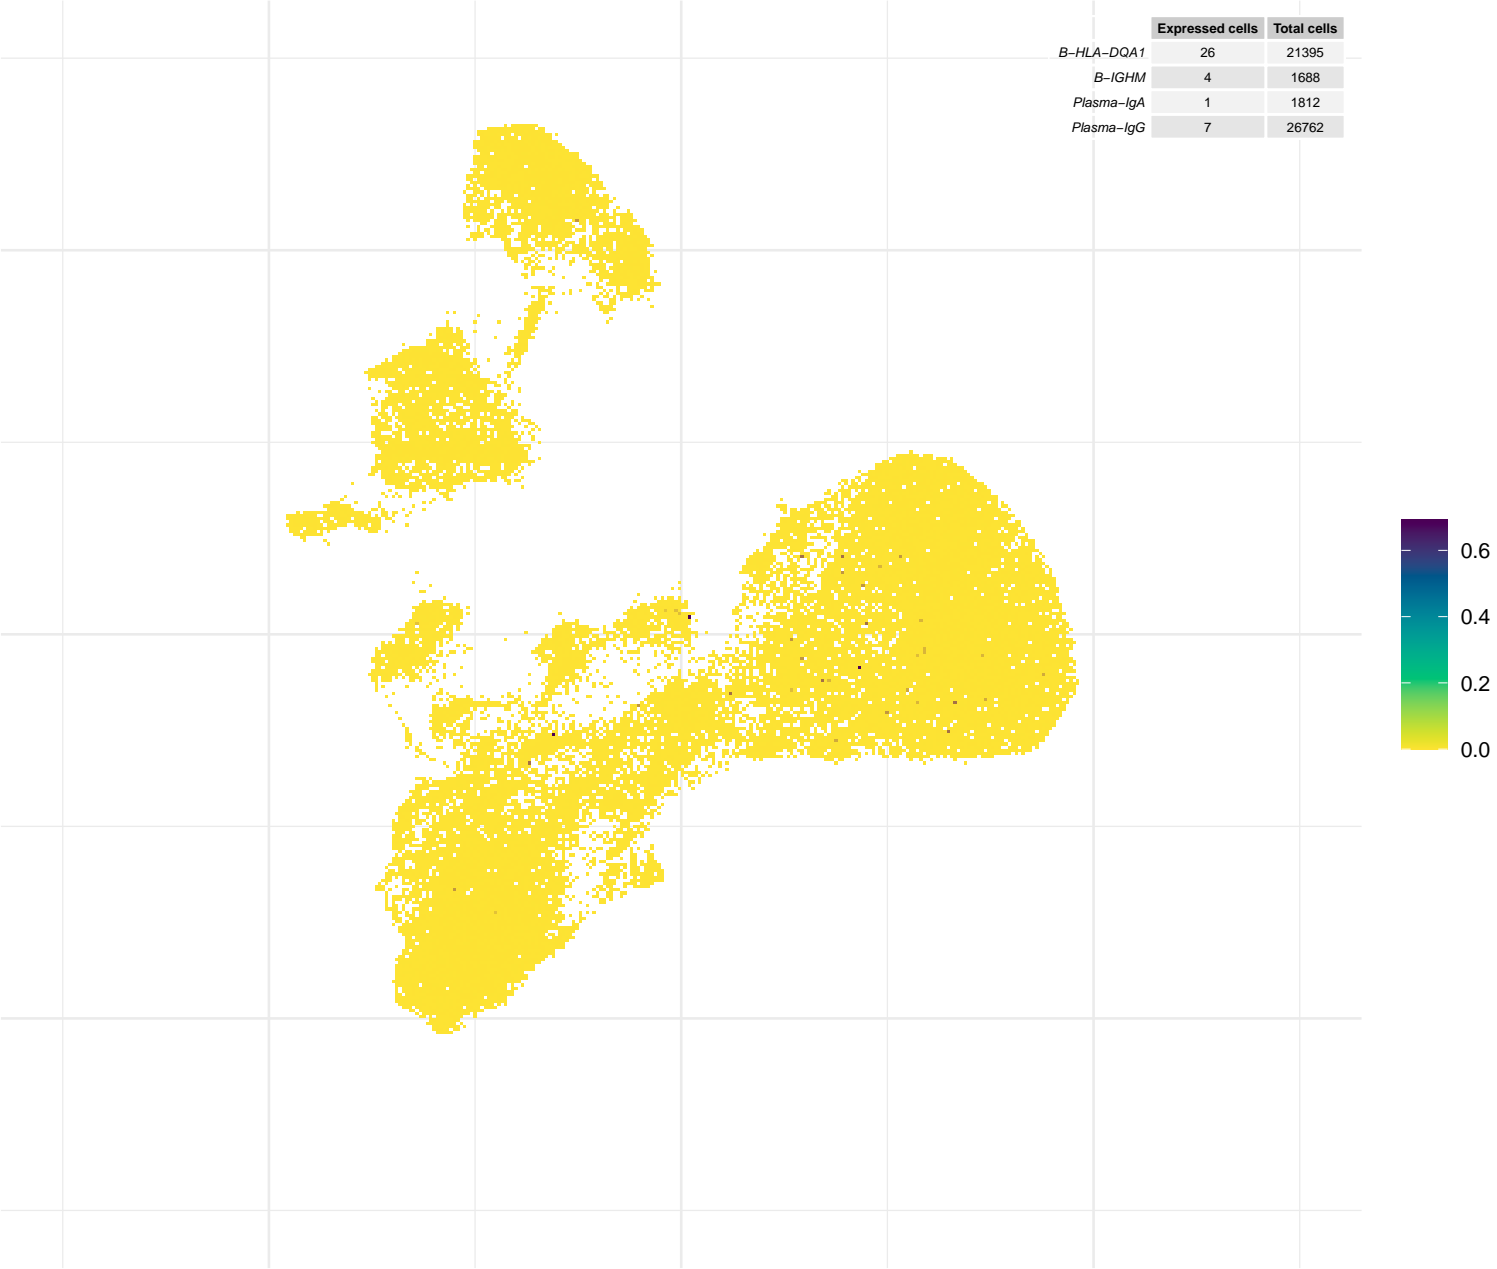 Expressed cells Total cells
B−HLA−DQA1 26 21395
B−IGHM 4 1688
Plasma−IgA 1 1812
Plasma−IgG 7 26762
0.6
0.4
0.2
0.0